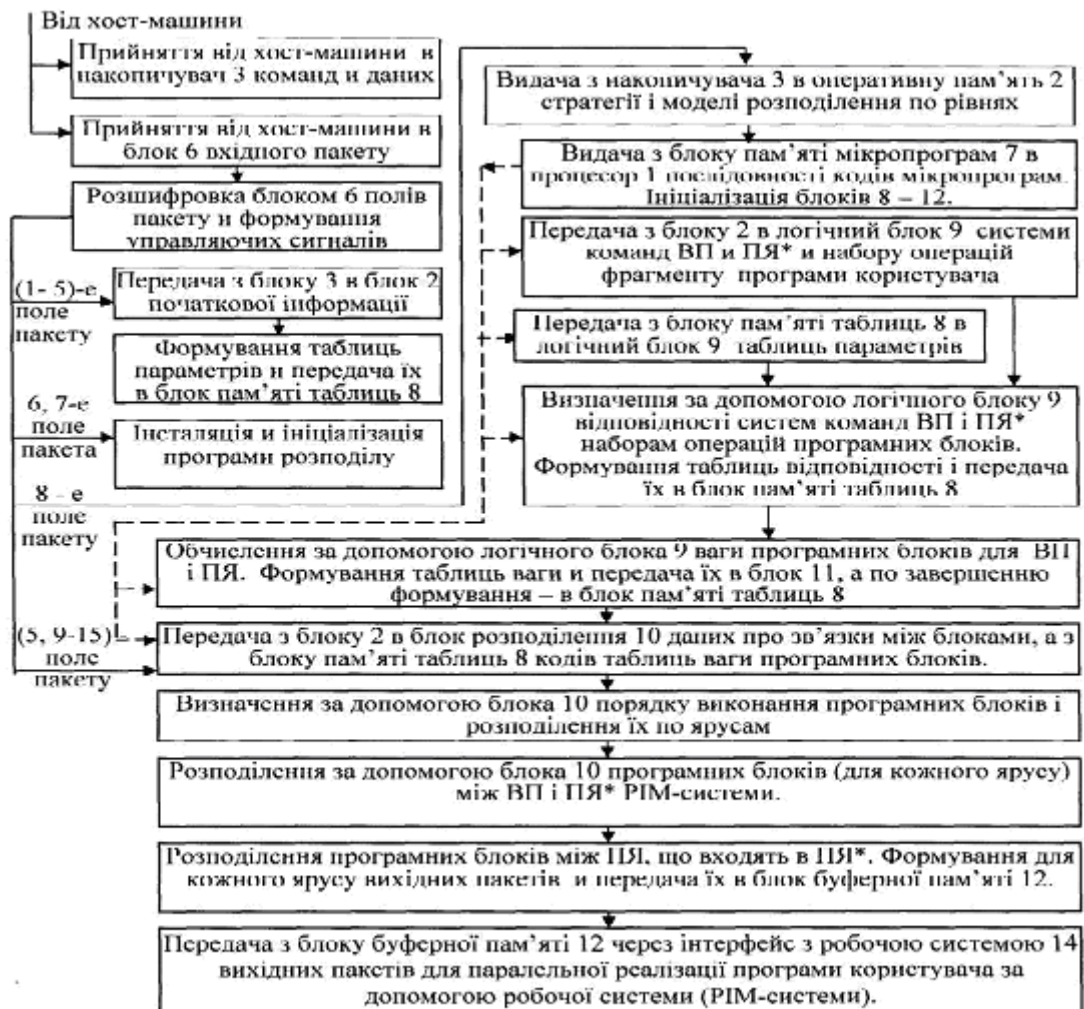 Від хост-машини
Прийняття від хост-машини в
накопичувач 3 команд и даних
Прийняття від хост-машини в
блок 6 вхідного пакету
Розшифровка блоком 6 полів
пакету и формування
управляючих сигналів
(1- 5)-е
поле
пакету
Передача з блоку 3 в блок 2
початкової інформації
Формування таблиць
параметрів и передача їх
в блок пам’яті таблиць 8
6, 7-е
поле
пакета
Інсталяція и ініціалізація
програми розподілу
8 - е
поле
пакету
Видача з накопичувача 3 в оперативну пам’ять 2
стратегії і моделі розподілення по рівнях
Видача з блоку пам’яті мікропрограм 7 в
процесор 1 послідовності кодів мікропрограм.
Ініціалізація блоків 8 – 12.
Передача з блоку 2 в логічний блок 9 системи
команд ВП и ПЯ* и набору операцій
фрагменту програми користувача
Передача з блоку пам’яті таблиць 8 в
логічний блок 9 таблиць параметрів
Визначення за допомогою логічного блоку 9
відповідності систем команд ВП і ПЯ*
наборам операцій програмних блоків.
Формування таблиць відповідності і передача
їх в блок пам’яті таблиць 8
Обчислення за допомогою логічного блока 9 ваги програмних блоків для ВП
і ПЯ. Формування таблиць ваги и передача їх в блок 11, а по завершенню
формування – в блок пам’яті таблиць 8
(5, 9-15)
поле
пакету
Передача з блоку 2 в блок розподілення 10 даних про зв’язки між блоками, а з
блоку пам’яті таблиць 8 кодів таблиць ваги програмних блоків.
Визначення за допомогою блока 10 порядку виконання програмних блоків і
розподілення їх по ярусам
Розподілення за допомогою блока 10 програмних блоків (для кожного ярусу)
між ВП і ПЯ* РІМ-системи.
Розподілення програмних блоків між ПЯ, що входять в ПЯ*. Формування для
кожного ярусу вихідних пакетів и передача їх в блок буферної пам’яті 12.
Передача з блоку буферної пам’яті 12 через інтерфейс з робочою системою 14
вихідних пакетів для паралельної реалізації програми користувача за
допомогою робочої системи (РІМ-системи).